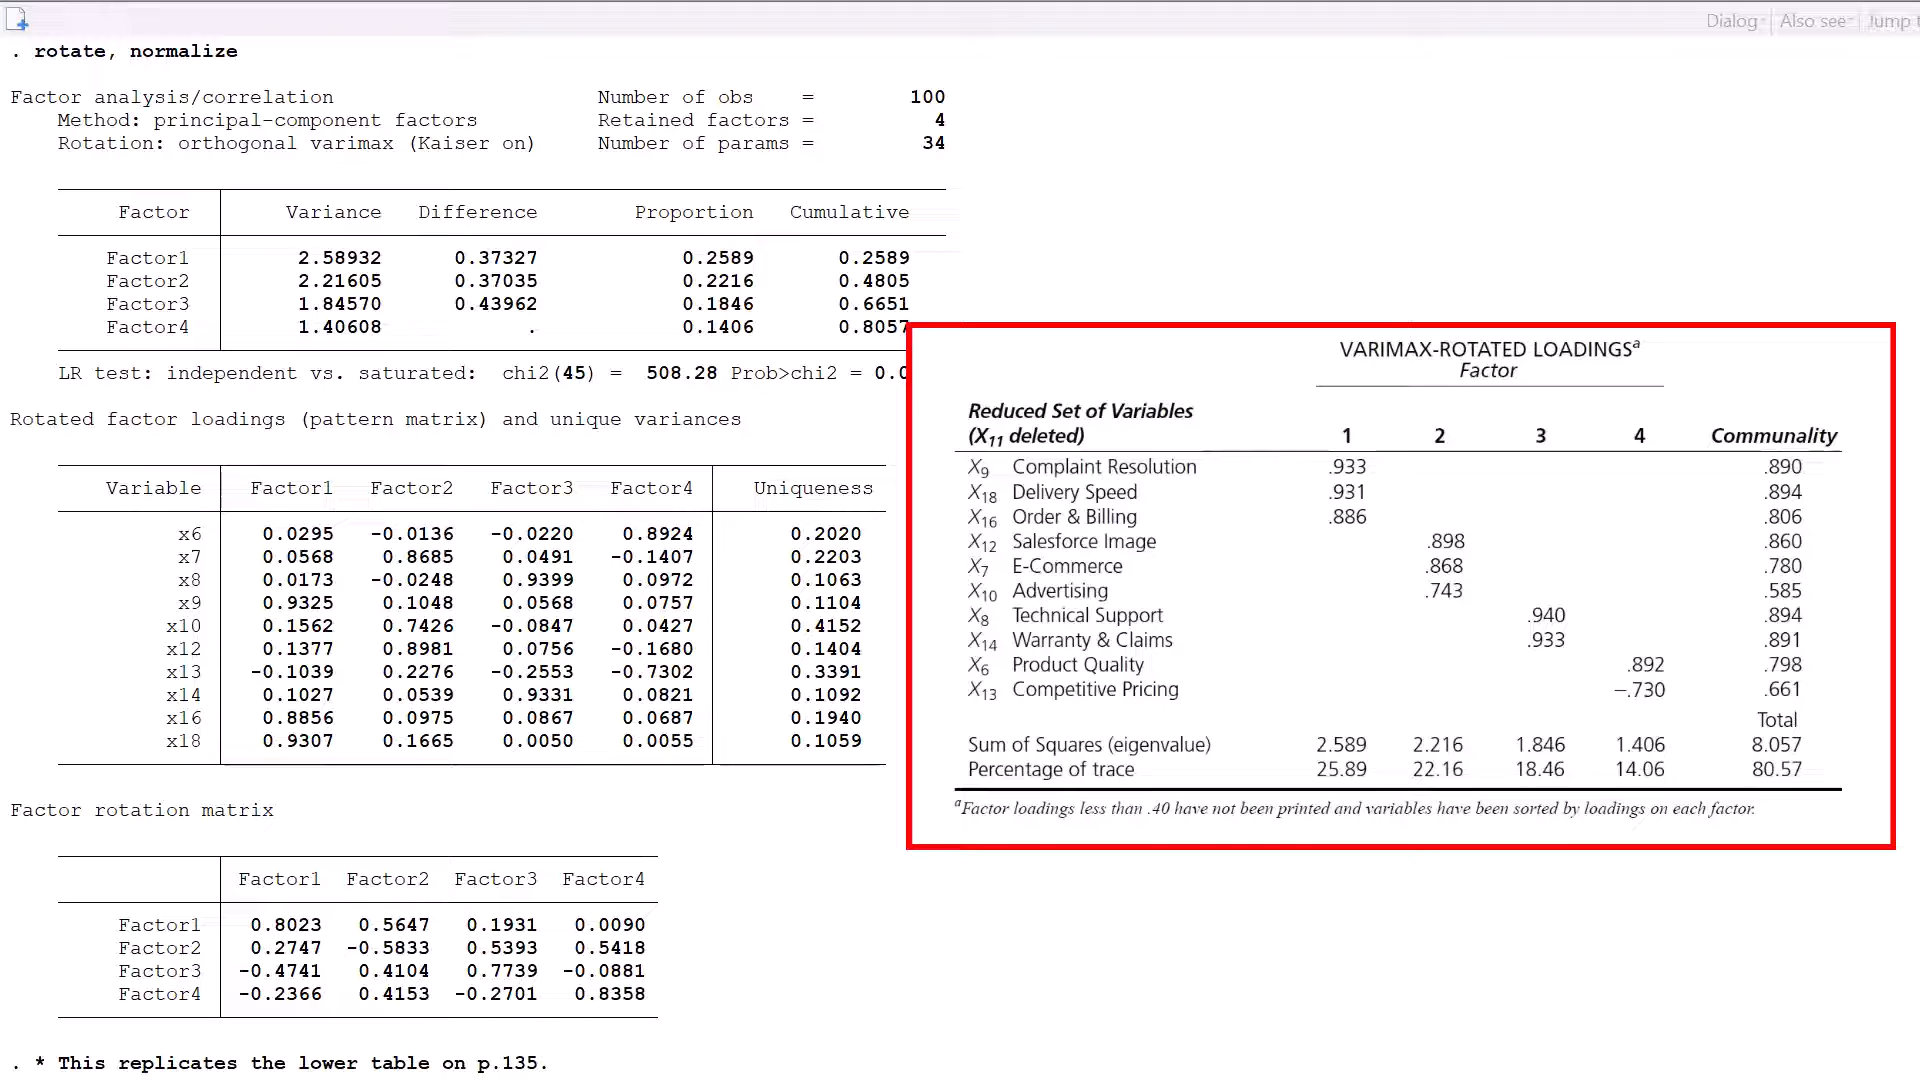 Dialog Also see Jump t
. rotate, normalize
Factor analysis/correlation Number of obs = 100
Method: principal-component factors Retained factors = 4
Rotation: orthogonal varimax (Kaiser on) Number of params = 34
Factor Variance Difference Proportion Cumulative
Factor1 2.58932 0.37327 0.2589 0.2589
Factor2 2.21605 0.37035 0.2216 0.4805
Factor3 1.84570 0.43962 0.1846 0.6651
Factor4 1.40608 . 0.1406 0.8057
LR test: independent vs. saturated: chi2(45) = 508.28 Prob>chi2 = 0.0
Rotated factor loadings (pattern matrix) and unique variances
Variable Factor1 Factor2 Factor3 Factor4 Uniqueness
x6 0.0295 -0.0136 -0.0220 0.8924 0.2020
x7 0.0568 0.8685 0.0491 -0.1407 0.2203
x8 0.0173 -0.0248 0.9399 0.0972 0.1063
x9 0.9325 0.1048 0.0568 0.0757 0.1104
x10 0.1562 0.7426 -0.0847 0.0427 0.4152
x12 0.1377 0.8981 0.0756 -0.1680 0.1404
x13 -0.1039 0.2276 -0.2553 -0.7302 0.3391
x14 0.1027 0.0539 0.9331 0.0821 0.1092
x16 0.8856 0.0975 0.0867 0.0687 0.1940
x18 0.9307 0.1665 0.0050 0.0055 0.1059
Factor rotation matrix
Factor1 Factor2 Factor3 Factor4
Factor1 0.8023 0.5647 0.1931 0.0090
Factor2 0.2747 -0.5833 0.5393 0.5418
Factor3 -0.4741 0.4104 0.7739 -0.0881
Factor4 -0.2366 0.4153 -0.2701 0.8358
. * This replicates the lower table on p.135.
VARIMAX-ROTATED LOADINGSᵃ
Factor
Reduced Set of Variables
(X₁₁ deleted) 1 2 3 4 Communality
X₉ Complaint Resolution .933 .890
X₁₈ Delivery Speed .931 .894
X₁₆ Order & Billing .886 .806
X₁₂ Salesforce Image .898 .860
X₇ E-Commerce .868 .780
X₁₀ Advertising .743 .585
X₈ Technical Support .940 .894
X₁₄ Warranty & Claims .933 .891
X₆ Product Quality .892 .798
X₁₃ Competitive Pricing –.730 .661
Total
Sum of Squares (eigenvalue) 2.589 2.216 1.846 1.406 8.057
Percentage of trace 25.89 22.16 18.46 14.06 80.57
ᵃFactor loadings less than .40 have not been printed and variables have been sorted by loadings on each factor.